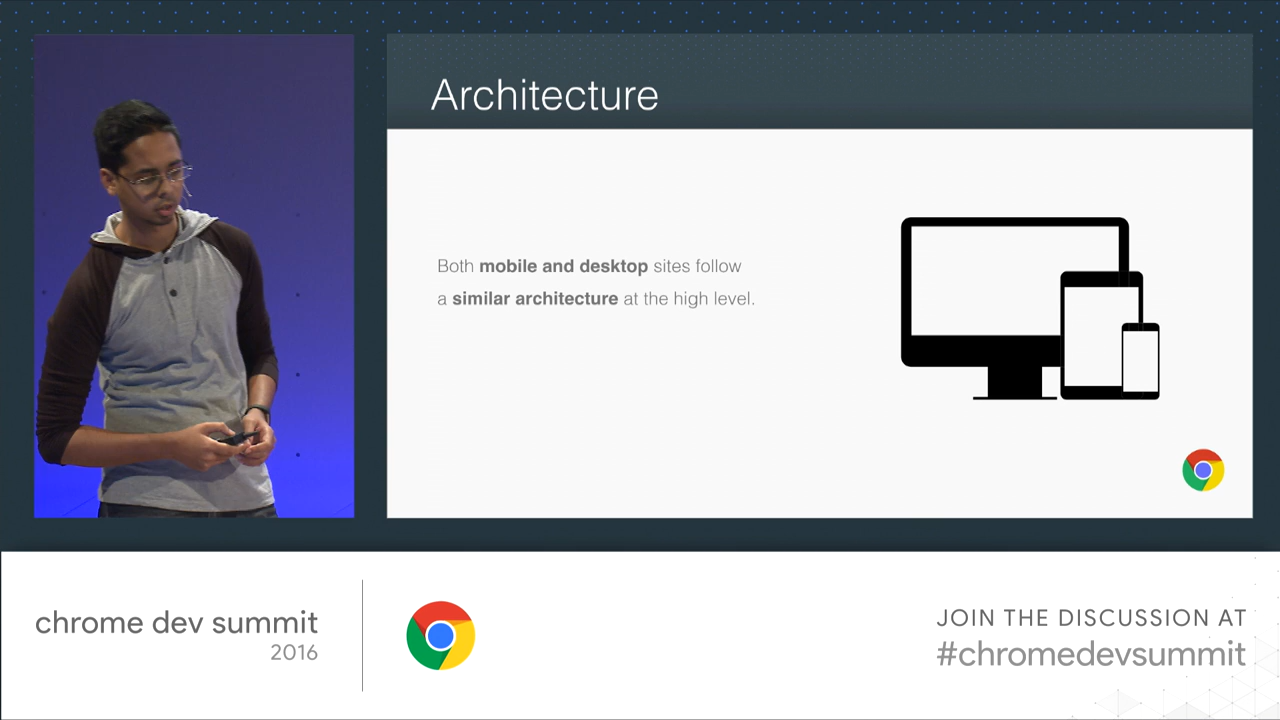 Architecture
Both mobile and desktop sites follow
a similar architecture at the high level.
chrome dev summit
2016
JOIN THE DISCUSSION AT
#chromedevsummit